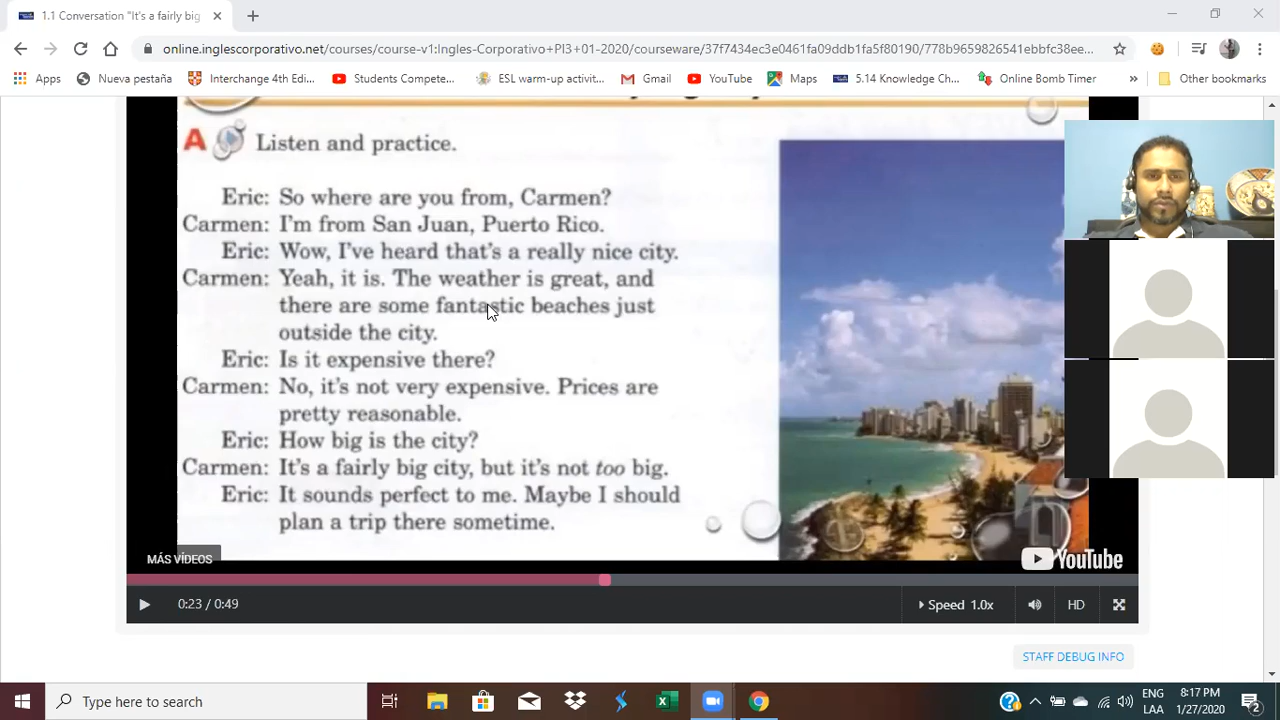 1.1 Conversation "It's a fairly big
online.inglescorporativo.net/courses/course-v1:Ingles-Corporativo+PI3+01-2020/courseware/37f7434ec3e0461fa09ddb1fa5f80190/778b9659826541ebbfc38ee...
Apps Nueva pestaña Interchange 4th Edi... Students Compete... ESL warm-up activit... Gmail YouTube Maps 5.14 Knowledge Ch... Online Bomb Timer » Other bookmarks
A Listen and practice.
Eric: So where are you from, Carmen?
Carmen: I'm from San Juan, Puerto Rico.
Eric: Wow, I've heard that's a really nice city.
Carmen: Yeah, it is. The weather is great, and
there are some fantastic beaches just
outside the city.
Eric: Is it expensive there?
Carmen: No, it's not very expensive. Prices are
pretty reasonable.
Eric: How big is the city?
Carmen: It's a fairly big city, but it's not too big.
Eric: It sounds perfect to me. Maybe I should
plan a trip there sometime.
MÁS VÍDEOS
YouTube
0:23 / 0:49 Speed 1.0x HD
STAFF DEBUG INFO
Type here to search
ENG 8:17 PM
LAA 1/27/2020 2